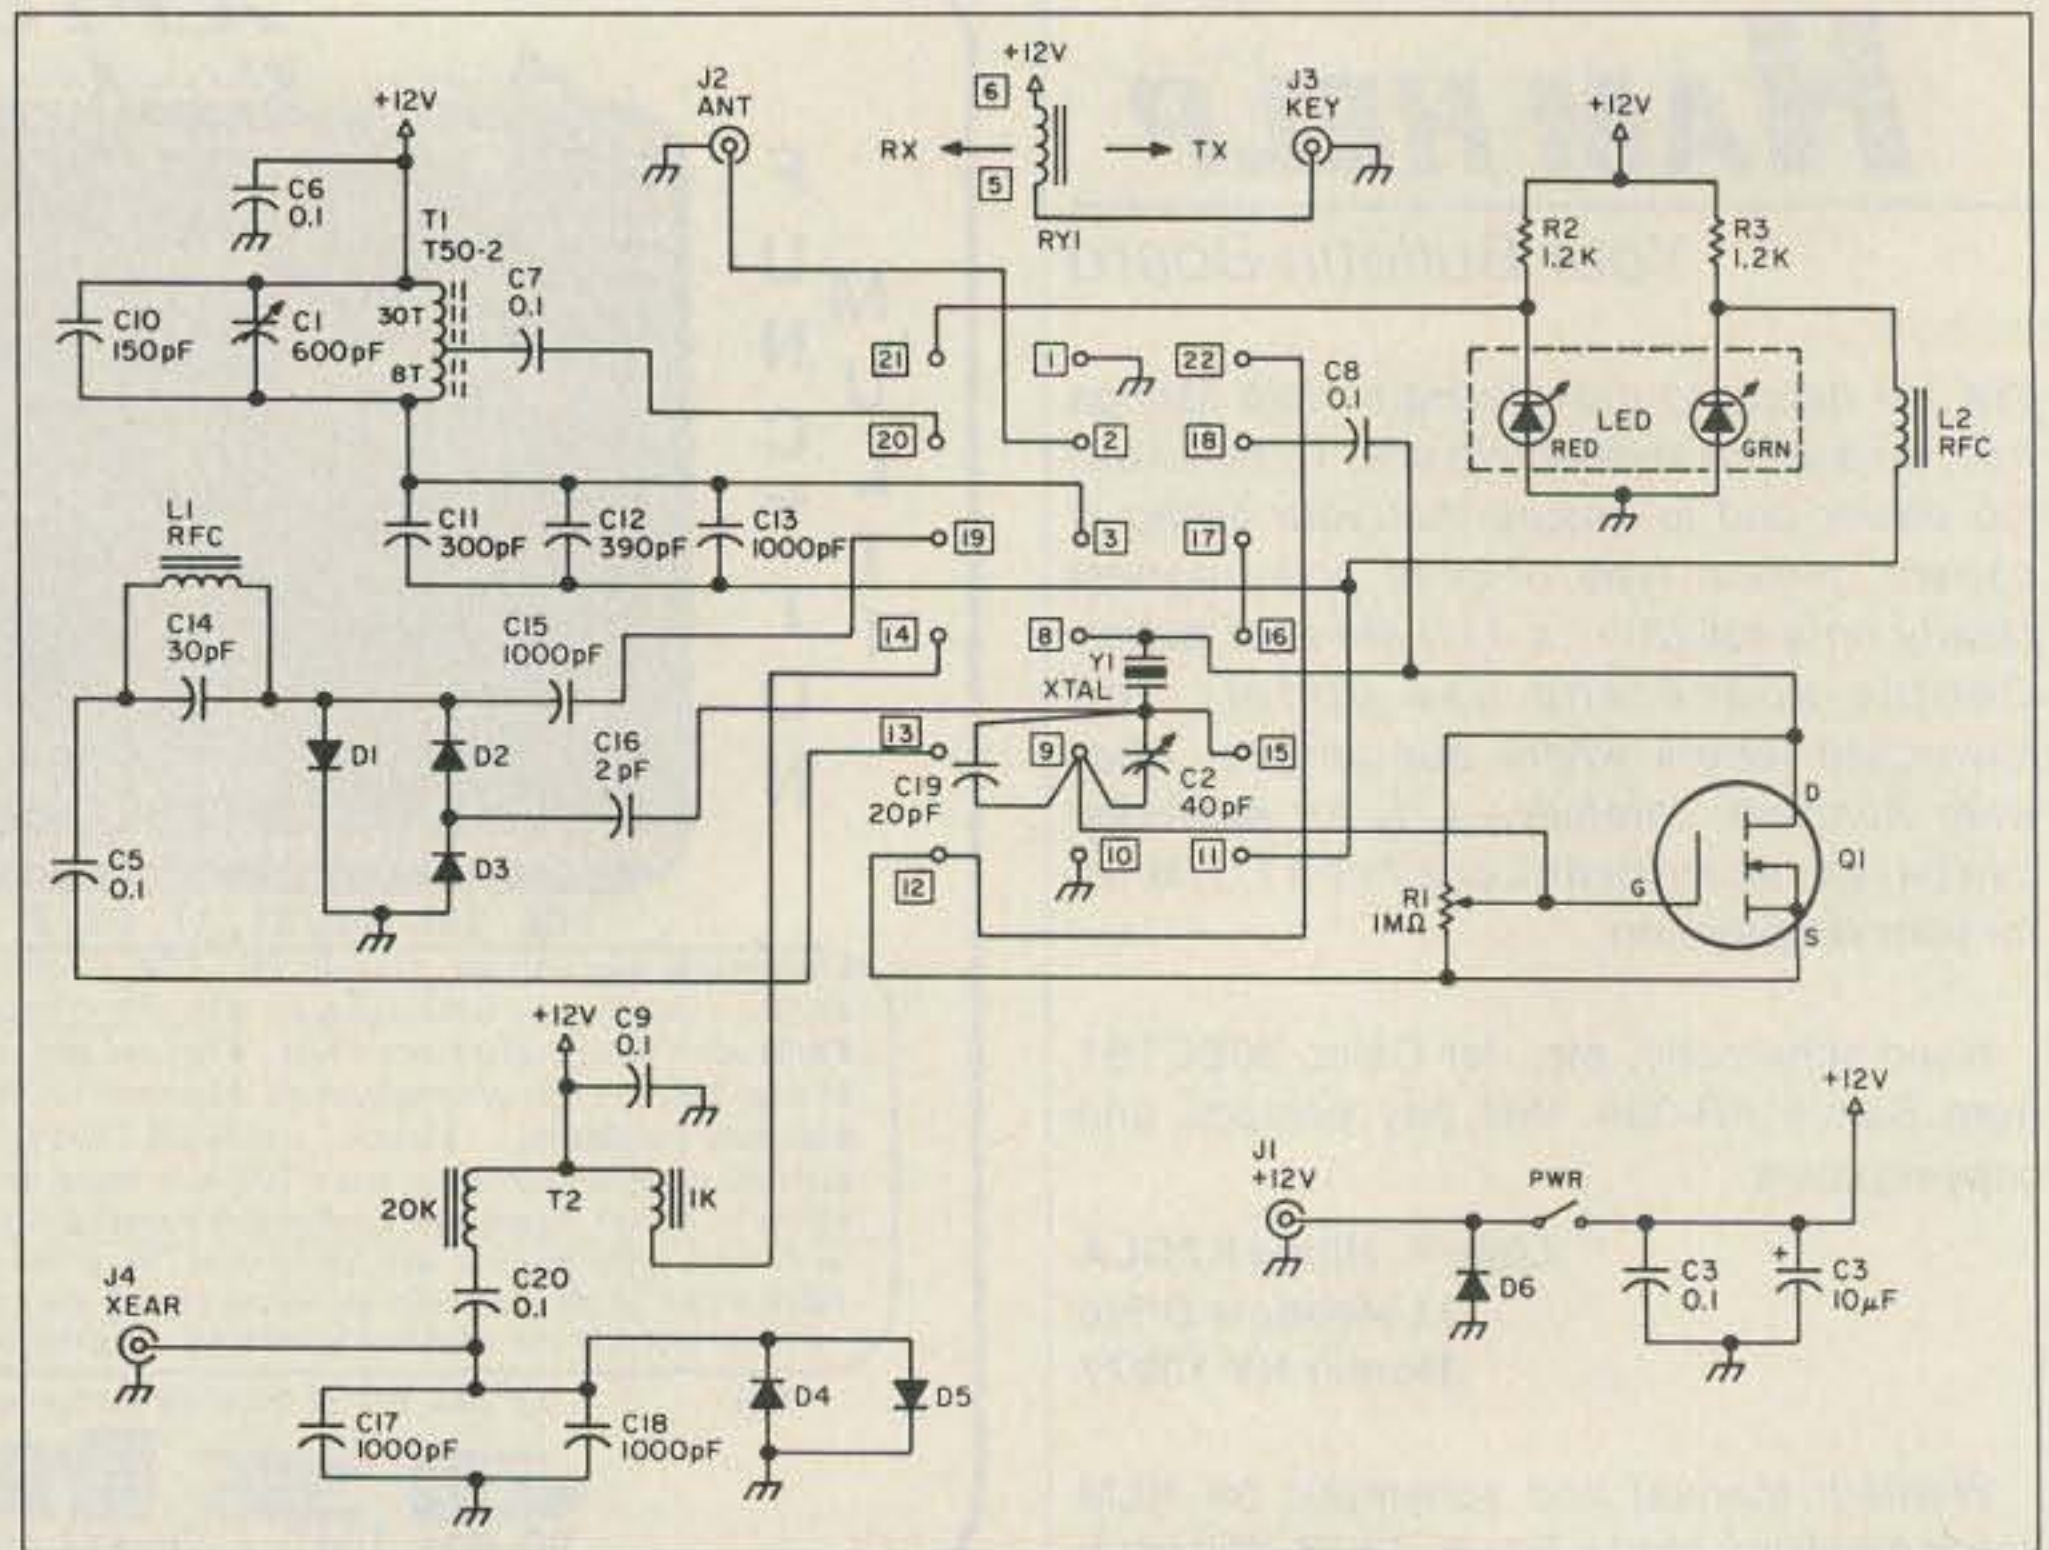 +12V
C6
0.1
T1
T50-2
C10
150pF
C1
600pF
30T
8T
C7
0.1
J2
ANT
+12V
6
RX
TX
5
RY1
J3
KEY
+12V
R2
1.2K
R3
1.2K
LED
RED
GRN
L2
RFC
21
1
22
20
2
18
C8
0.1
19
3
17
C11
300pF
C12
390pF
C13
1000pF
L1
RFC
C14
30pF
C15
1000pF
14
8
16
Y1
XTAL
13
9
15
C16
2pF
C19
20pF
C2
40pF
D1
D2
D3
C5
0.1
12
10
11
R1
1MΩ
D
G
S
Q1
+12V
C9
0.1
20K
T2
1K
C20
0.1
J4
XEAR
C17
1000pF
C18
1000pF
D4
D5
J1
+12V
PWR
+12V
D6
C3
0.1
+
C3
10µF